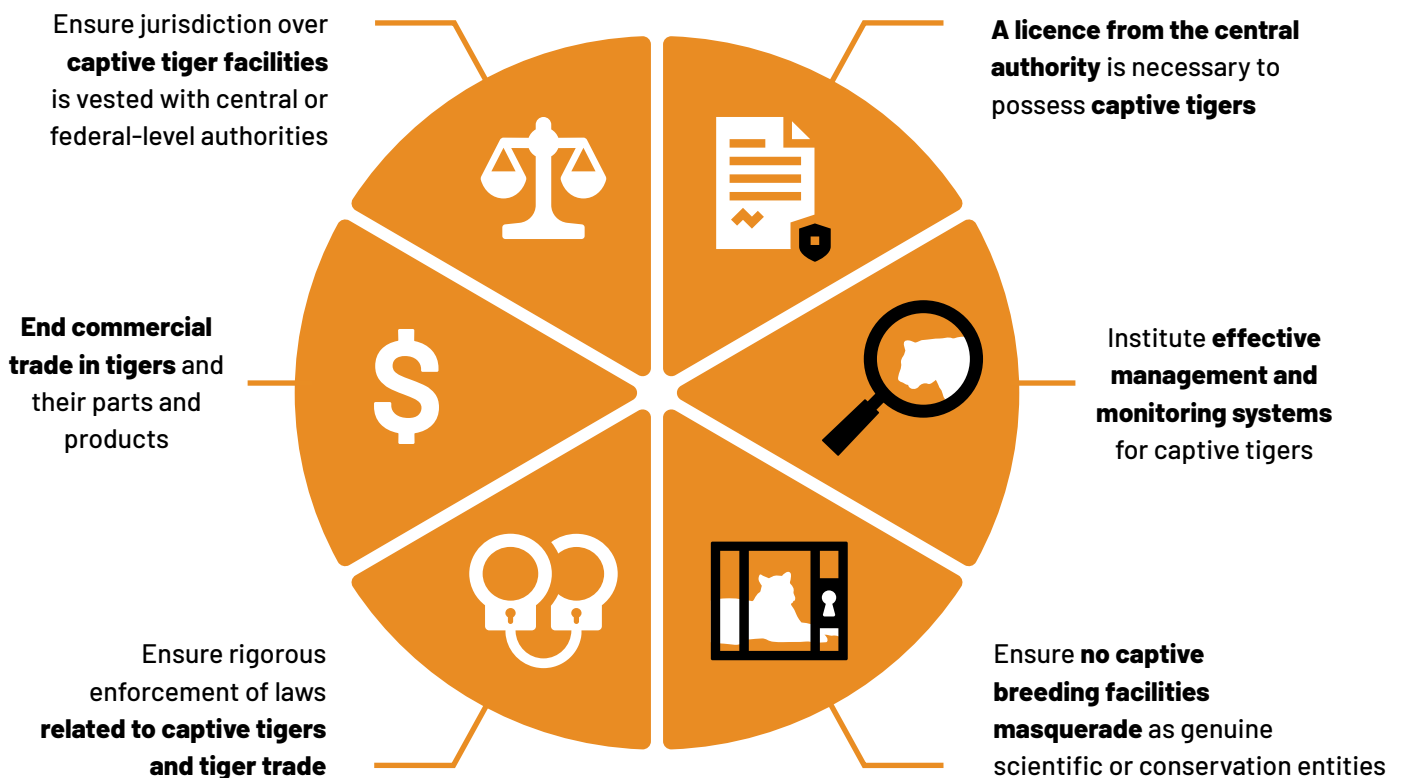 Ensure jurisdiction over
captive tiger facilities
is vested with central or
federal-level authorities
A licence from the central
authority is necessary to
possess captive tigers
End commercial
trade in tigers and
their parts and
products
$
Institute effective
management and
monitoring systems
for captive tigers
Ensure rigorous
enforcement of laws
related to captive tigers
and tiger trade
Ensure no captive
breeding facilities
masquerade as genuine
scientific or conservation entities